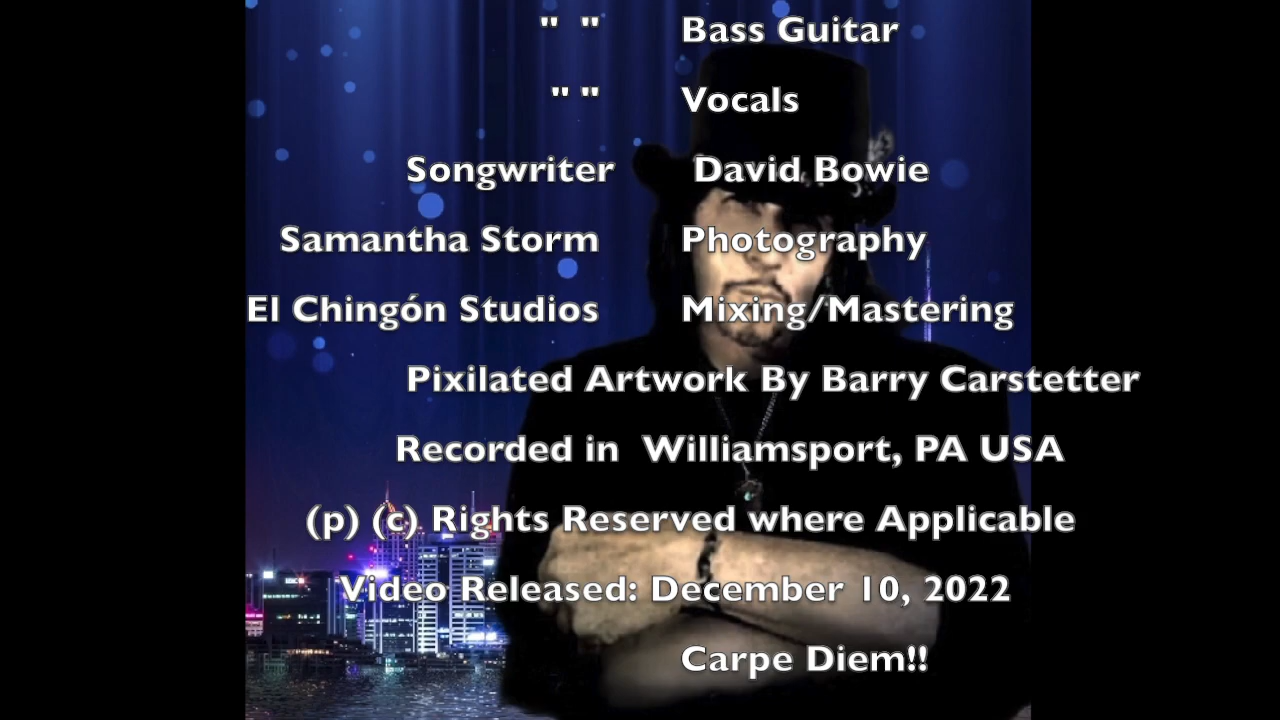 " " Bass Guitar
" " Vocals
Songwriter David Bowie
Samantha Storm Photography
El Chingón Studios Mixing/Mastering
Pixilated Artwork By Barry Carstetter
Recorded in Williamsport, PA USA
(p) (c) Rights Reserved where Applicable
Video Released: December 10, 2022
Carpe Diem!!